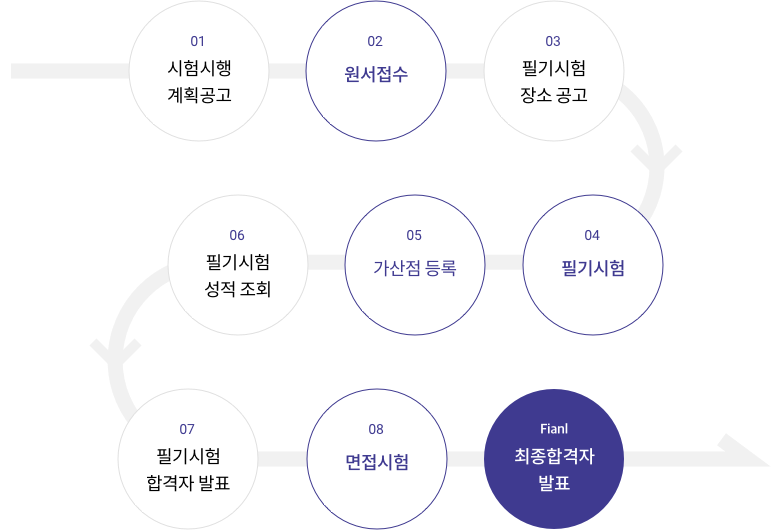 01
시험시행
계획공고
02
원서접수
03
필기시험
장소 공고
04
필기시험
05
가산점 등록
06
필기시험
성적 조회
07
필기시험
합격자 발표
08
면접시험
Fianl
최종합격자
발표